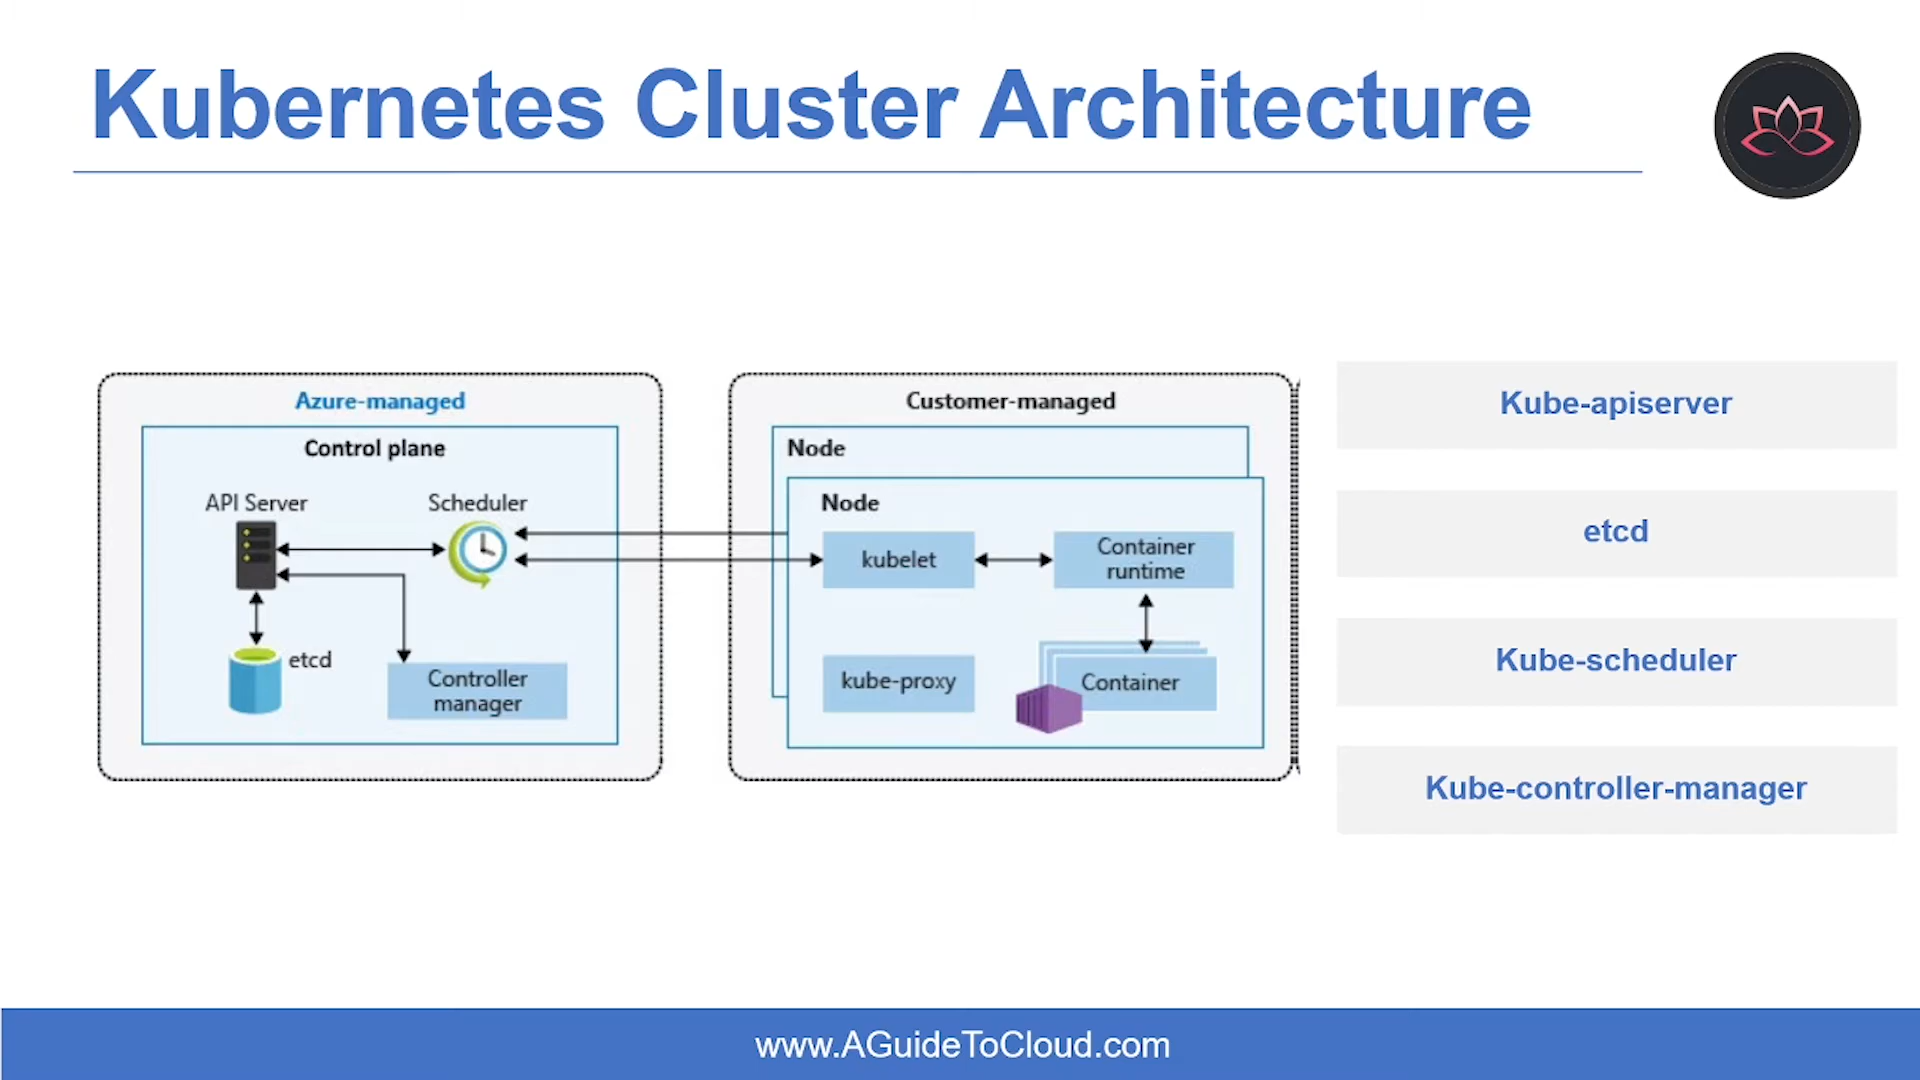 Kubernetes Cluster Architecture
Azure-managed
Control plane
API Server
Scheduler
etcd
Controller
manager
Customer-managed
Node
Node
kubelet
Container
runtime
kube-proxy
Container
Kube-apiserver
etcd
Kube-scheduler
Kube-controller-manager
www.AGuideToCloud.com